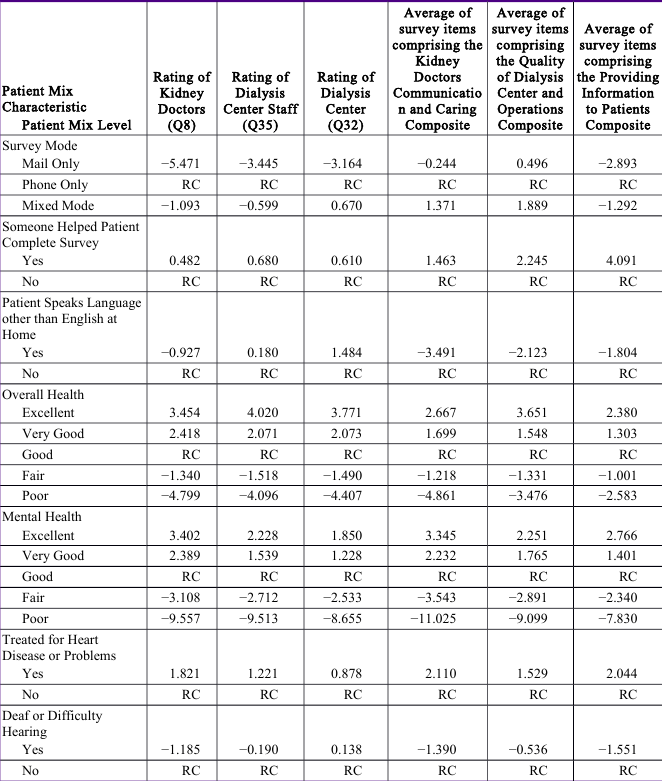 Patient Mix Characteristic Patient Mix Level | Rating of Kidney Doctors (Q8) | Rating of Dialysis Center Staff (Q35) | Rating of Dialysis Center (Q32) | Average of survey items comprising the Kidney Doctors Communicatio n and Caring Composite | Average of survey items comprising the Quality of Dialysis Center and Operations Composite | Average of survey items comprising the Providing Information to Patients Composite
Survey Mode
Mail Only −5.471 −3.445 −3.164 −0.244 0.496 −2.893
Phone Only RC RC RC RC RC RC
Mixed Mode −1.093 −0.599 0.670 1.371 1.889 −1.292
Someone Helped Patient
Complete Survey
Yes 0.482 0.680 0.610 1.463 2.245 4.091
No RC RC RC RC RC RC
Patient Speaks Language
other than English at
Home
Yes −0.927 0.180 1.484 −3.491 −2.123 −1.804
No RC RC RC RC RC RC
Overall Health
Excellent 3.454 4.020 3.771 2.667 3.651 2.380
Very Good 2.418 2.071 2.073 1.699 1.548 1.303
Good RC RC RC RC RC RC
Fair −1.340 −1.518 −1.490 −1.218 −1.331 −1.001
Poor −4.799 −4.096 −4.407 −4.861 −3.476 −2.583
Mental Health
Excellent 3.402 2.228 1.850 3.345 2.251 2.766
Very Good 2.389 1.539 1.228 2.232 1.765 1.401
Good RC RC RC RC RC RC
Fair −3.108 −2.712 −2.533 −3.543 −2.891 −2.340
Poor −9.557 −9.513 −8.655 −11.025 −9.099 −7.830
Treated for Heart
Disease or Problems
Yes 1.821 1.221 0.878 2.110 1.529 2.044
No RC RC RC RC RC RC
Deaf or Difficulty
Hearing
Yes −1.185 −0.190 0.138 −1.390 −0.536 −1.551
No RC RC RC RC RC RC